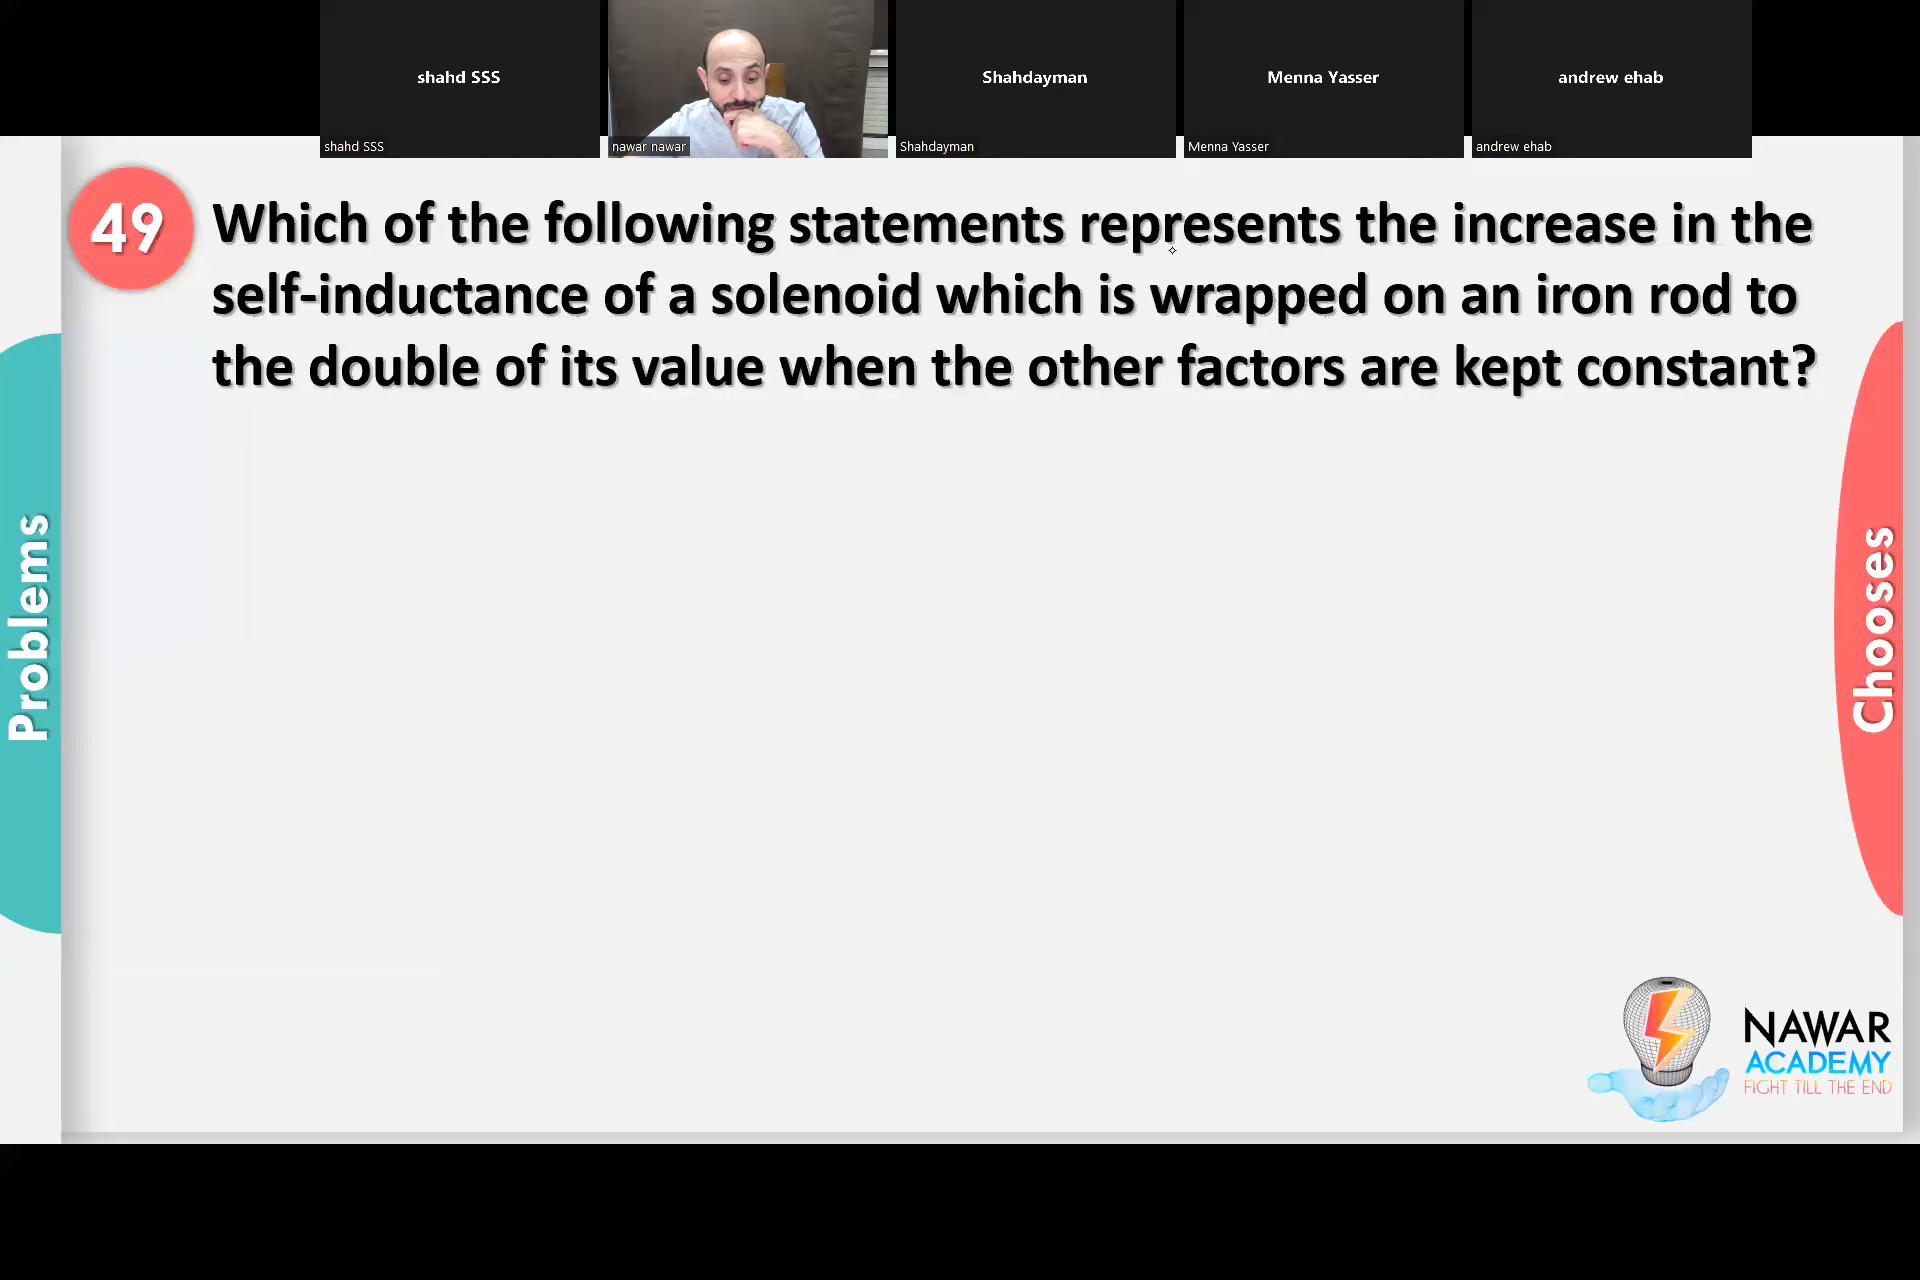 shahd SSS
Shahdayman
Menna Yasser
andrew ehab
shahd SSS
nawar nawar
Shahdayman
Menna Yasser
andrew ehab
49
Which of the following statements represents the increase in the
self-inductance of a solenoid which is wrapped on an iron rod to
the double of its value when the other factors are kept constant?
Problems
Chooses
NAWAR
ACADEMY
FIGHT TILL THE END